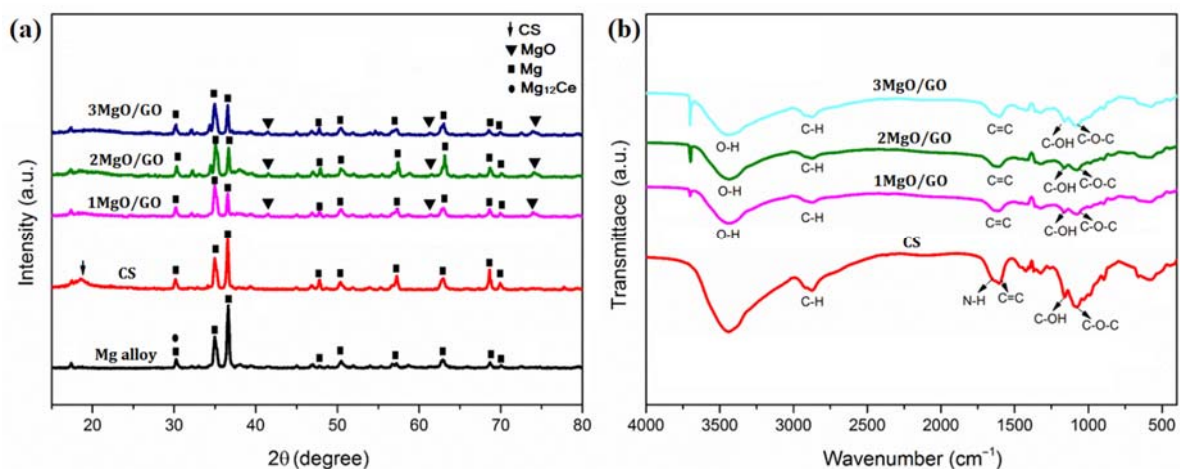 (a)
CS
MgO
Mg
Mg₁₂Ce
3MgO/GO
2MgO/GO
1MgO/GO
CS
Mg alloy
Intensity (a.u.)
20 30 40 50 60 70 80
2θ (degree)
(b)
3MgO/GO
O-H C-H C=C C-OH C-O-C
2MgO/GO
O-H C-H C=C C-OH C-O-C
1MgO/GO
O-H C-H C=C C-OH C-O-C
CS
C-H N-H C=C C-OH C-O-C
Transmittace (a.u.)
4000 3500 3000 2500 2000 1500 1000 500
Wavenumber (cm⁻¹)